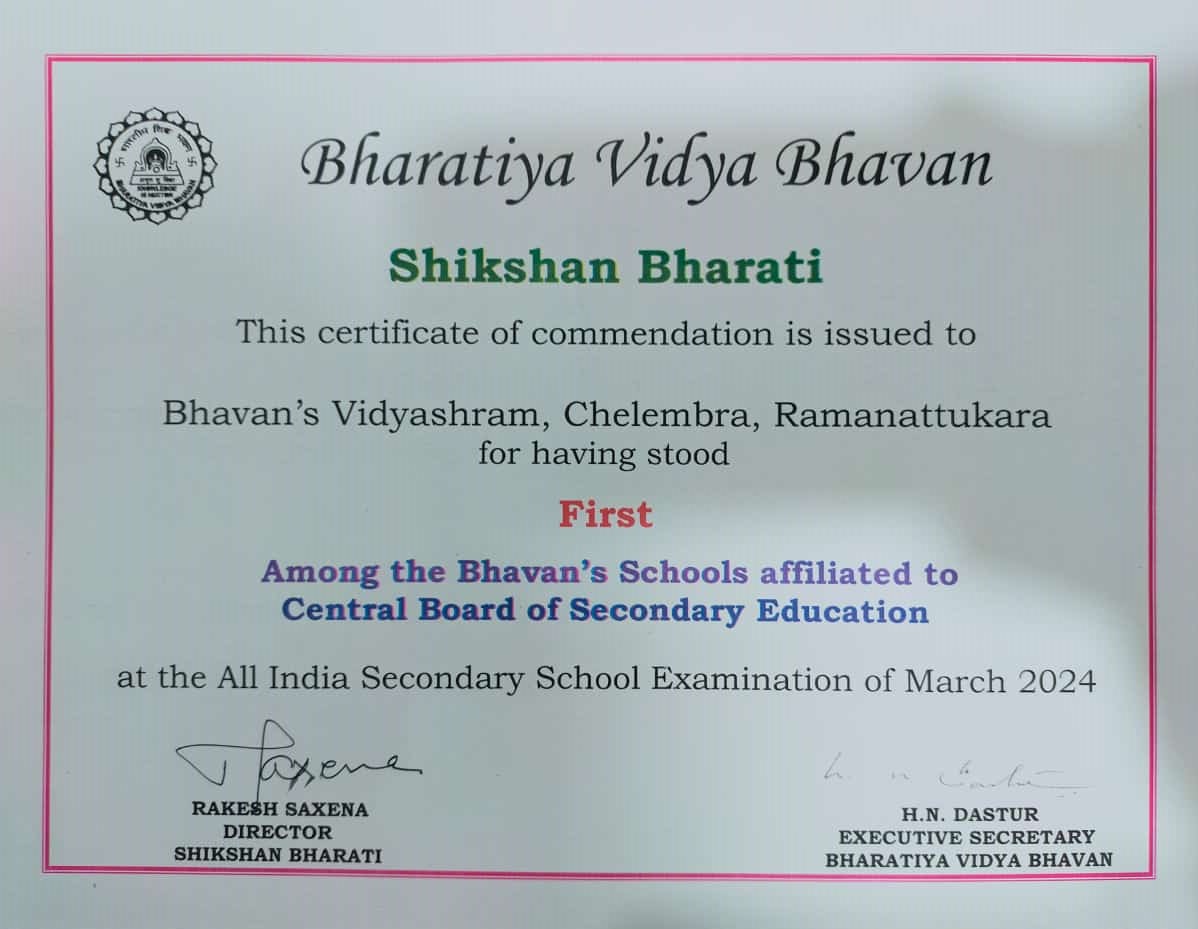 Bharatiya Vidya Bhavan
Shikshan Bharati
This certificate of commendation is issued to
Bhavan's Vidyashram, Chelembra, Ramanattukara
for having stood
First
Among the Bhavan's Schools affiliated to
Central Board of Secondary Education
at the All India Secondary School Examination of March 2024
Saxena
RAKESH SAXENA
DIRECTOR
SHIKSHAN BHARATI
H.N. DASTUR
EXECUTIVE SECRETARY
BHARATIYA VIDYA BHAVAN